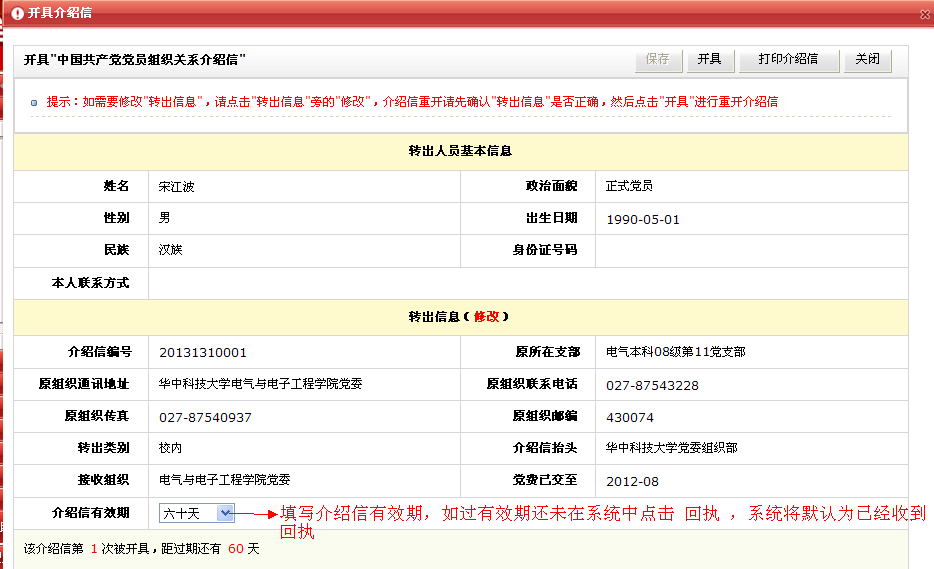 开具介绍信
开具"中国共产党党员组织关系介绍信" 保存 开具 打印介绍信 关闭
提示：如需要修改"转出信息"，请点击"转出信息"旁的"修改"，介绍信重开请先确认"转出信息"是否正确，然后点击"开具"进行重开介绍信
转出人员基本信息
姓名 宋江波 政治面貌 正式党员
性别 男 出生日期 1990-05-01
民族 汉族 身份证号码
本人联系方式
转出信息（修改）
介绍信编号 20131310001 原所在支部 电气本科08级第11党支部
原组织通讯地址 华中科技大学电气与电子工程学院党委 原组织联系电话 027-87543228
原组织传真 027-87540937 原组织邮编 430074
转出类别 校内 介绍信抬头 华中科技大学党委组织部
接收组织 电气与电子工程学院党委 党费已交至 2012-08
介绍信有效期 六十天 填写介绍信有效期，如过有效期还未在系统中点击 回执 ，系统将默认为已经收到
回执
该介绍信第 1 次被开具，距过期还有 60 天